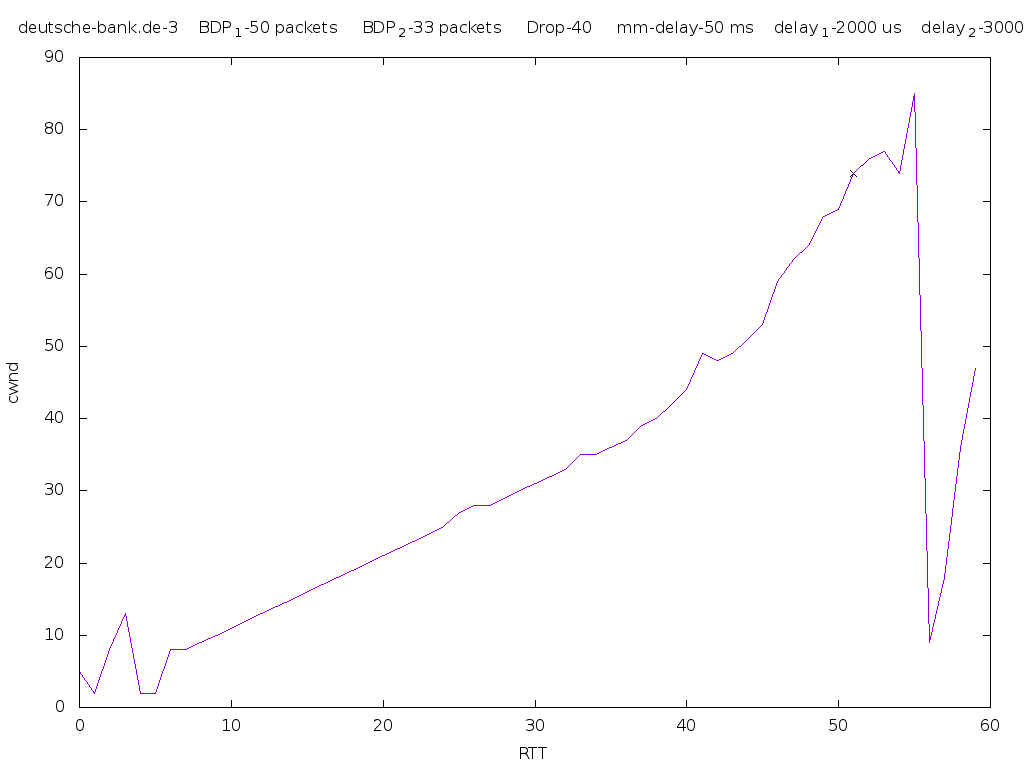 deutsche-bank.de-3 BDP1-50 packets BDP2-33 packets Drop-40 mm-delay-50 ms delay1-2000 us delay2-3000
90
80
70
60
50
40
30
20
10
0
cwnd
0 10 20 30 40 50 60
RTT